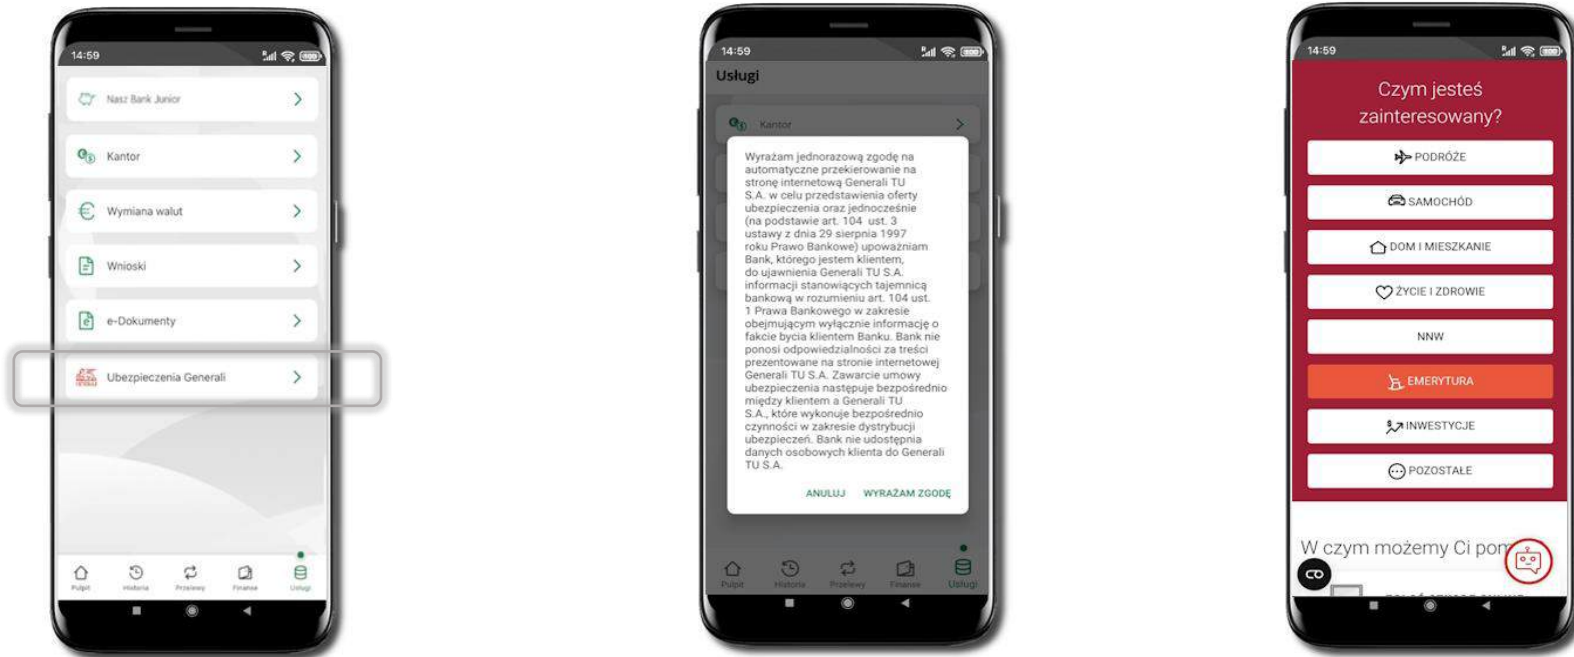 14:59
Nasz Bank Junior
Kantor
Wymiana walut
Wnioski
e-Dokumenty
Ubezpieczenia Generali
Pulpit
Historia
Przelewy
Finanse
Usługi
14:59
Usługi
Kantor
Wyrażam jednorazową zgodę na
automatyczne przekierowanie na
stronę internetową Generali TU
S.A. w celu przedstawienia oferty
ubezpieczenia oraz jednocześnie
(na podstawie art. 104 ust. 3
ustawy z dnia 29 sierpnia 1997
roku Prawo Bankowe) upoważniam
Bank, którego jestem klientem,
do ujawnienia Generali TU S.A.
informacji stanowiących tajemnicą
bankową w rozumieniu art. 104 ust.
1 Prawa Bankowego w zakresie
obejmującym wyłącznie informację o
fakcie bycia klientem Banku. Bank nie
ponosi odpowiedzialności za treści
prezentowane na stronie internetowej
Generali TU S.A. Zawarcie umowy
ubezpieczenia następuje bezpośrednio
między klientem a Generali TU
S.A., które wykonuje bezpośrednio
czynności w zakresie dystrybucji
ubezpieczeń. Bank nie udostępnia
danych osobowych klienta do Generali
TU S.A.
ANULUJ WYRAŻAM ZGODĘ
Pulpit
Historia
Przelewy
Finanse
Usługi
14:59
Czym jesteś
zainteresowany?
PODRÓŻE
SAMOCHÓD
DOM I MIESZKANIE
ŻYCIE I ZDROWIE
NNW
EMERYTURA
INWESTYCJE
POZOSTAŁE
W czym możemy Ci pom